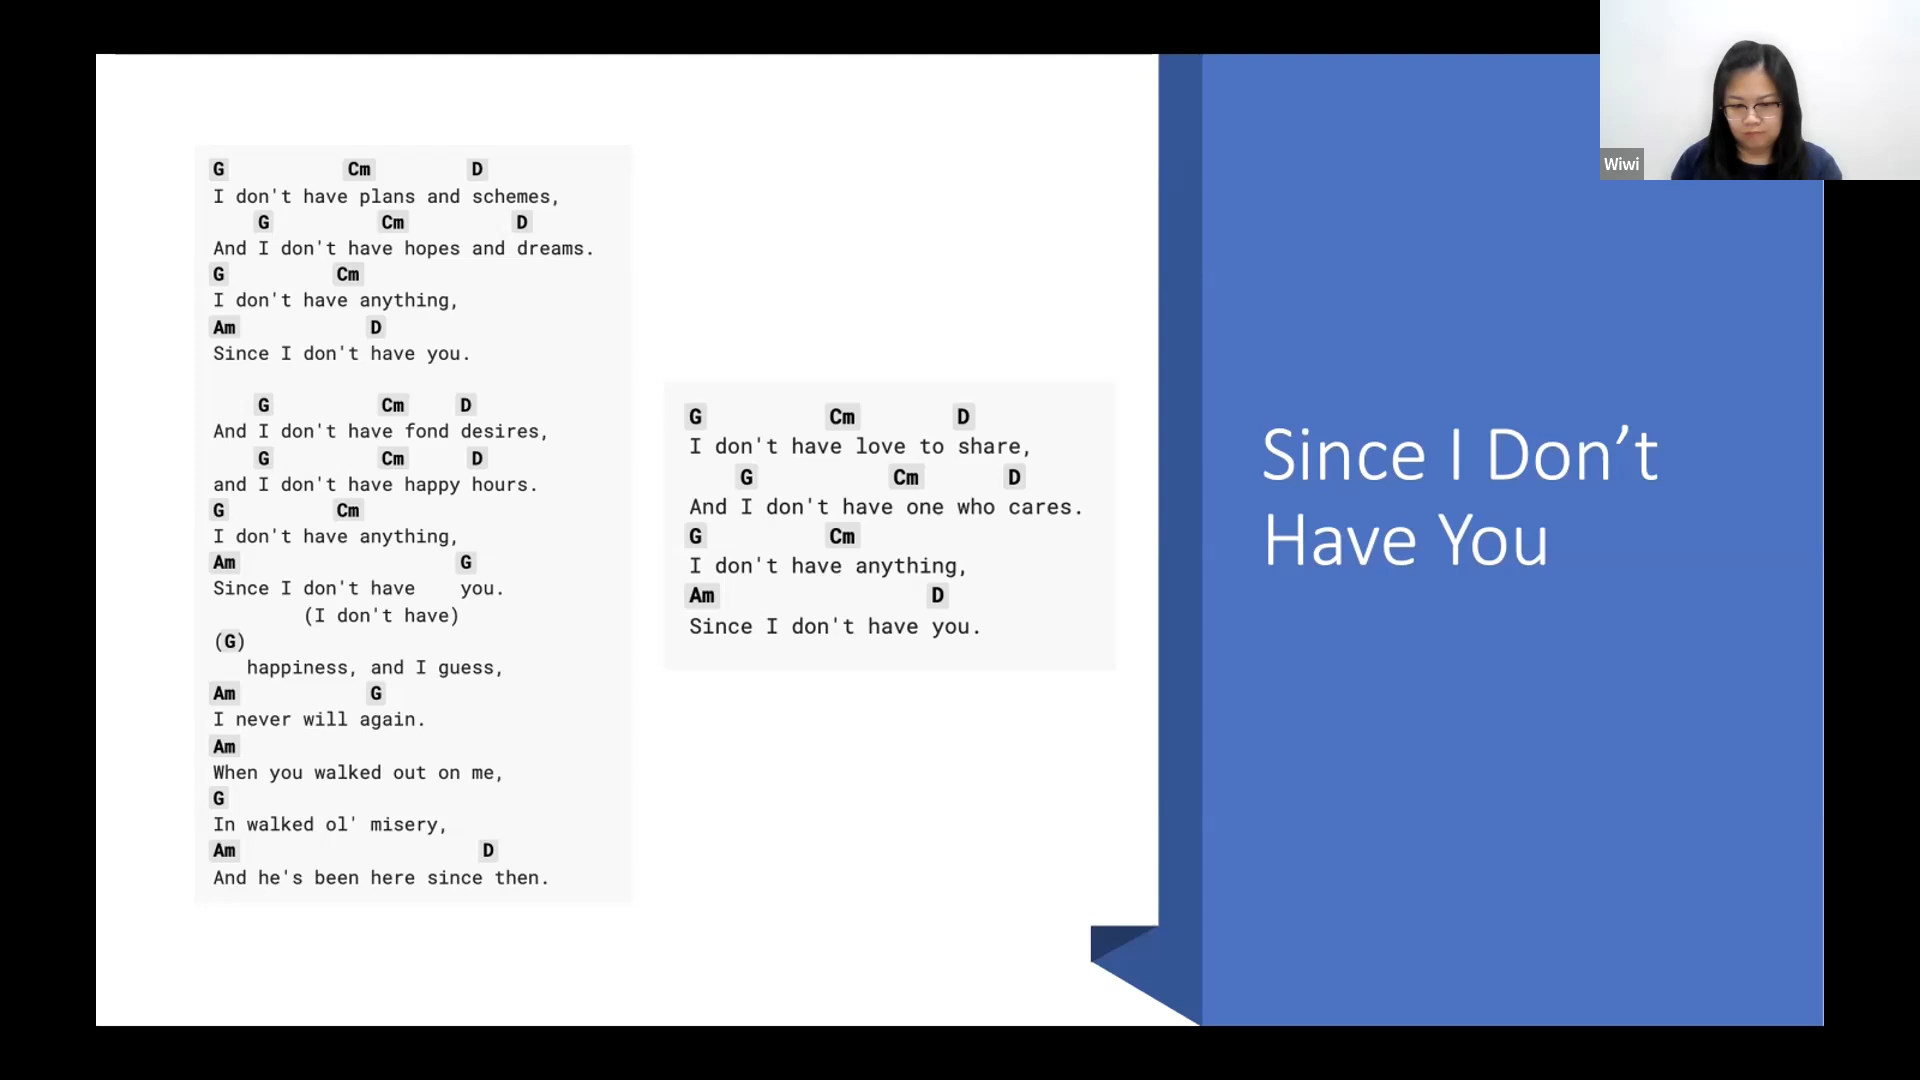 G Cm D
I don't have plans and schemes,
G Cm D
And I don't have hopes and dreams.
G Cm
I don't have anything,
Am D
Since I don't have you.
G Cm D
And I don't have fond desires,
G Cm D
and I don't have happy hours.
G Cm
I don't have anything,
Am G
Since I don't have you.
(I don't have)
(G)
happiness, and I guess,
Am G
I never will again.
Am
When you walked out on me,
G
In walked ol' misery,
Am D
And he's been here since then.
G Cm D
I don't have love to share,
G Cm D
And I don't have one who cares.
G Cm
I don't have anything,
Am D
Since I don't have you.
Since I Don’t
Have You
Wiwi